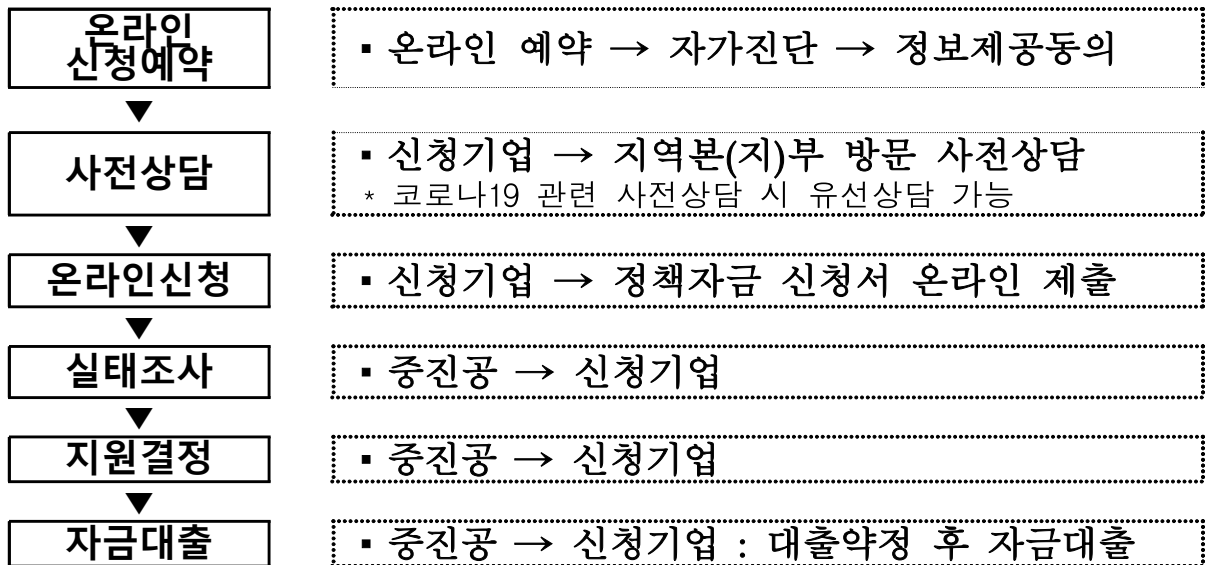 온라인
신청예약
▪ 온라인 예약 → 자가진단 → 정보제공동의
▼
사전상담
▪ 신청기업 → 지역본(지)부 방문 사전상담
* 코로나19 관련 사전상담 시 유선상담 가능
▼
온라인신청
▪ 신청기업 → 정책자금 신청서 온라인 제출
▼
실태조사
▪ 중진공 → 신청기업
▼
지원결정
▪ 중진공 → 신청기업
▼
자금대출
▪ 중진공 → 신청기업 : 대출약정 후 자금대출